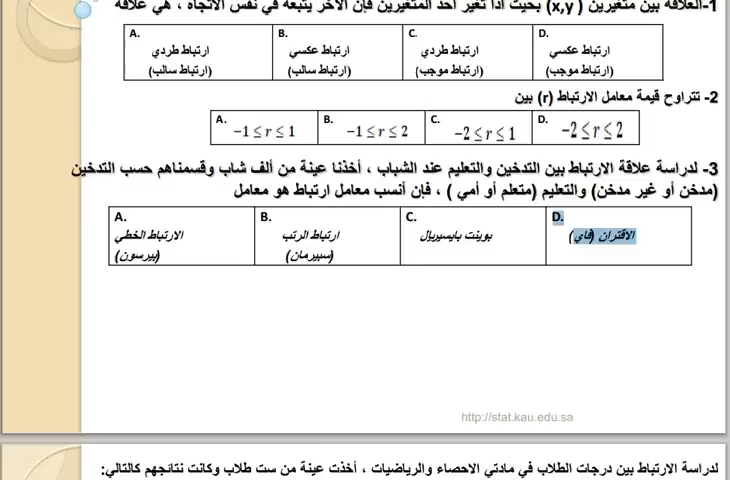 1-العلاقة بين متغيرين ( x,y) بحيث اذا تغير أحد المتغيرين فإن الآخر يتبعه في نفس الاتجاه ، هي علاقة
A. B. C. D.
ارتباط طردي ارتباط عكسي ارتباط طردي ارتباط عكسي
(ارتباط سالب) (ارتباط سالب) (ارتباط موجب) (ارتباط موجب)
2- تتراوح قيمة معامل الارتباط (r) بين
A. −1 ≤ r ≤ 1 B. −1 ≤ r ≤ 2 C. −2 ≤ r ≤ 1 D. −2 ≤ r ≤ 2
3- لدراسة علاقة الارتباط بين التدخين والتعليم عند الشباب ، أخذنا عينة من ألف شاب وقسمناهم حسب التدخين
(مدخن أو غير مدخن) والتعليم (متعلم أو أمي ) ، فإن أنسب معامل ارتباط هو معامل
A. B. C. D.
الارتباط الخطي ارتباط الرتب بوينت بايسيريال الاقتران (فاي)
(بيرسون) (سبيرمان)
http://stat.kau.edu.sa
لدراسة الارتباط بين درجات الطلاب في مادتي الاحصاء والرياضيات ، أخذت عينة من ست طلاب وكانت نتائجهم كالتالي: